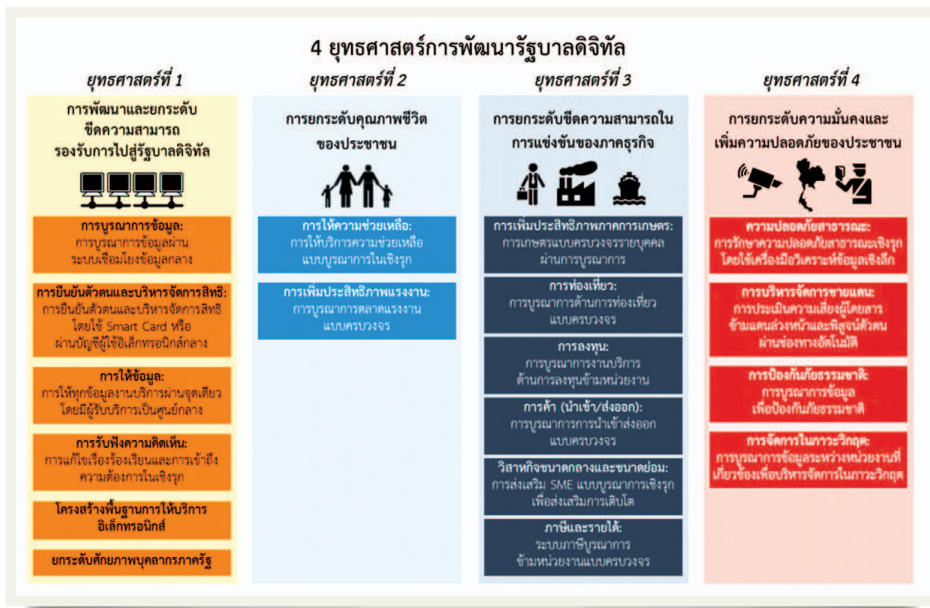 4 ยุทธศาสตร์การพัฒนารัฐบาลดิจิทัล
ยุทธศาสตร์ที่ 1
การพัฒนาและยกระดับ
ขีดความสามารถ
รองรับการไปสู่รัฐบาลดิจิทัล
การบูรณาการข้อมูล:
การบูรณาการข้อมูลผ่าน
ระบบเชื่อมโยงข้อมูลกลาง
การยืนยันตัวตนและบริหารจัดการสิทธิ:
การยืนยันตัวตนและบริหารจัดการสิทธิ
โดยใช้ Smart Card หรือ
ผ่านบัญชีผู้ใช้อิเล็กทรอนิกส์กลาง
การให้ข้อมูล:
การให้ทุกข้อมูลงานบริการผ่านจุดเดียว
โดยมีผู้รับบริการเป็นศูนย์กลาง
การรับฟังความคิดเห็น:
การแก้ไขเรื่องร้องเรียนและการเข้าถึง
ความต้องการในเชิงรุก
โครงสร้างพื้นฐานการให้บริการ
อิเล็กทรอนิกส์
ยกระดับศักยภาพบุคลากรภาครัฐ
ยุทธศาสตร์ที่ 2
การยกระดับคุณภาพชีวิต
ของประชาชน
การให้ความช่วยเหลือ:
การให้บริการความช่วยเหลือ
แบบบูรณาการในเชิงรุก
การเพิ่มประสิทธิภาพแรงงาน:
การบูรณาการตลาดแรงงาน
แบบครบวงจร
ยุทธศาสตร์ที่ 3
การยกระดับขีดความสามารถใน
การแข่งขันของภาคธุรกิจ
การเพิ่มประสิทธิภาพภาคการเกษตร:
การเกษตรแบบครบวงจรรายบุคคล
ผ่านการบูรณาการ
การท่องเที่ยว:
การบูรณาการด้านการท่องเที่ยว
แบบครบวงจร
การลงทุน:
การบูรณาการงานบริการ
ด้านการลงทุนข้ามหน่วยงาน
การค้า (นำเข้า/ส่งออก):
การบูรณาการการนำเข้าส่งออก
แบบครบวงจร
วิสาหกิจขนาดกลางและขนาดย่อม:
การส่งเสริม SME แบบบูรณาการเชิงรุก
เพื่อส่งเสริมการเติบโต
ภาษีและรายได้:
ระบบภาษีบูรณาการ
ข้ามหน่วยงานแบบครบวงจร
ยุทธศาสตร์ที่ 4
การยกระดับความมั่นคงและ
เพิ่มความปลอดภัยของประชาชน
ความปลอดภัยสาธารณะ:
การรักษาความปลอดภัยสาธารณะเชิงรุก
โดยใช้เครื่องมือวิเคราะห์ข้อมูลเชิงลึก
การบริหารจัดการชายแดน:
การประเมินความเสี่ยงผู้โดยสาร
ข้ามแดนล่วงหน้าและพิสูจน์ตัวตน
ผ่านช่องทางอัตโนมัติ
การป้องกันภัยธรรมชาติ:
การบูรณาการข้อมูล
เพื่อป้องกันภัยธรรมชาติ
การจัดการในภาวะวิกฤต:
การบูรณาการข้อมูลระหว่างหน่วยงานที่
เกี่ยวข้องเพื่อบริหารจัดการในภาวะวิกฤต